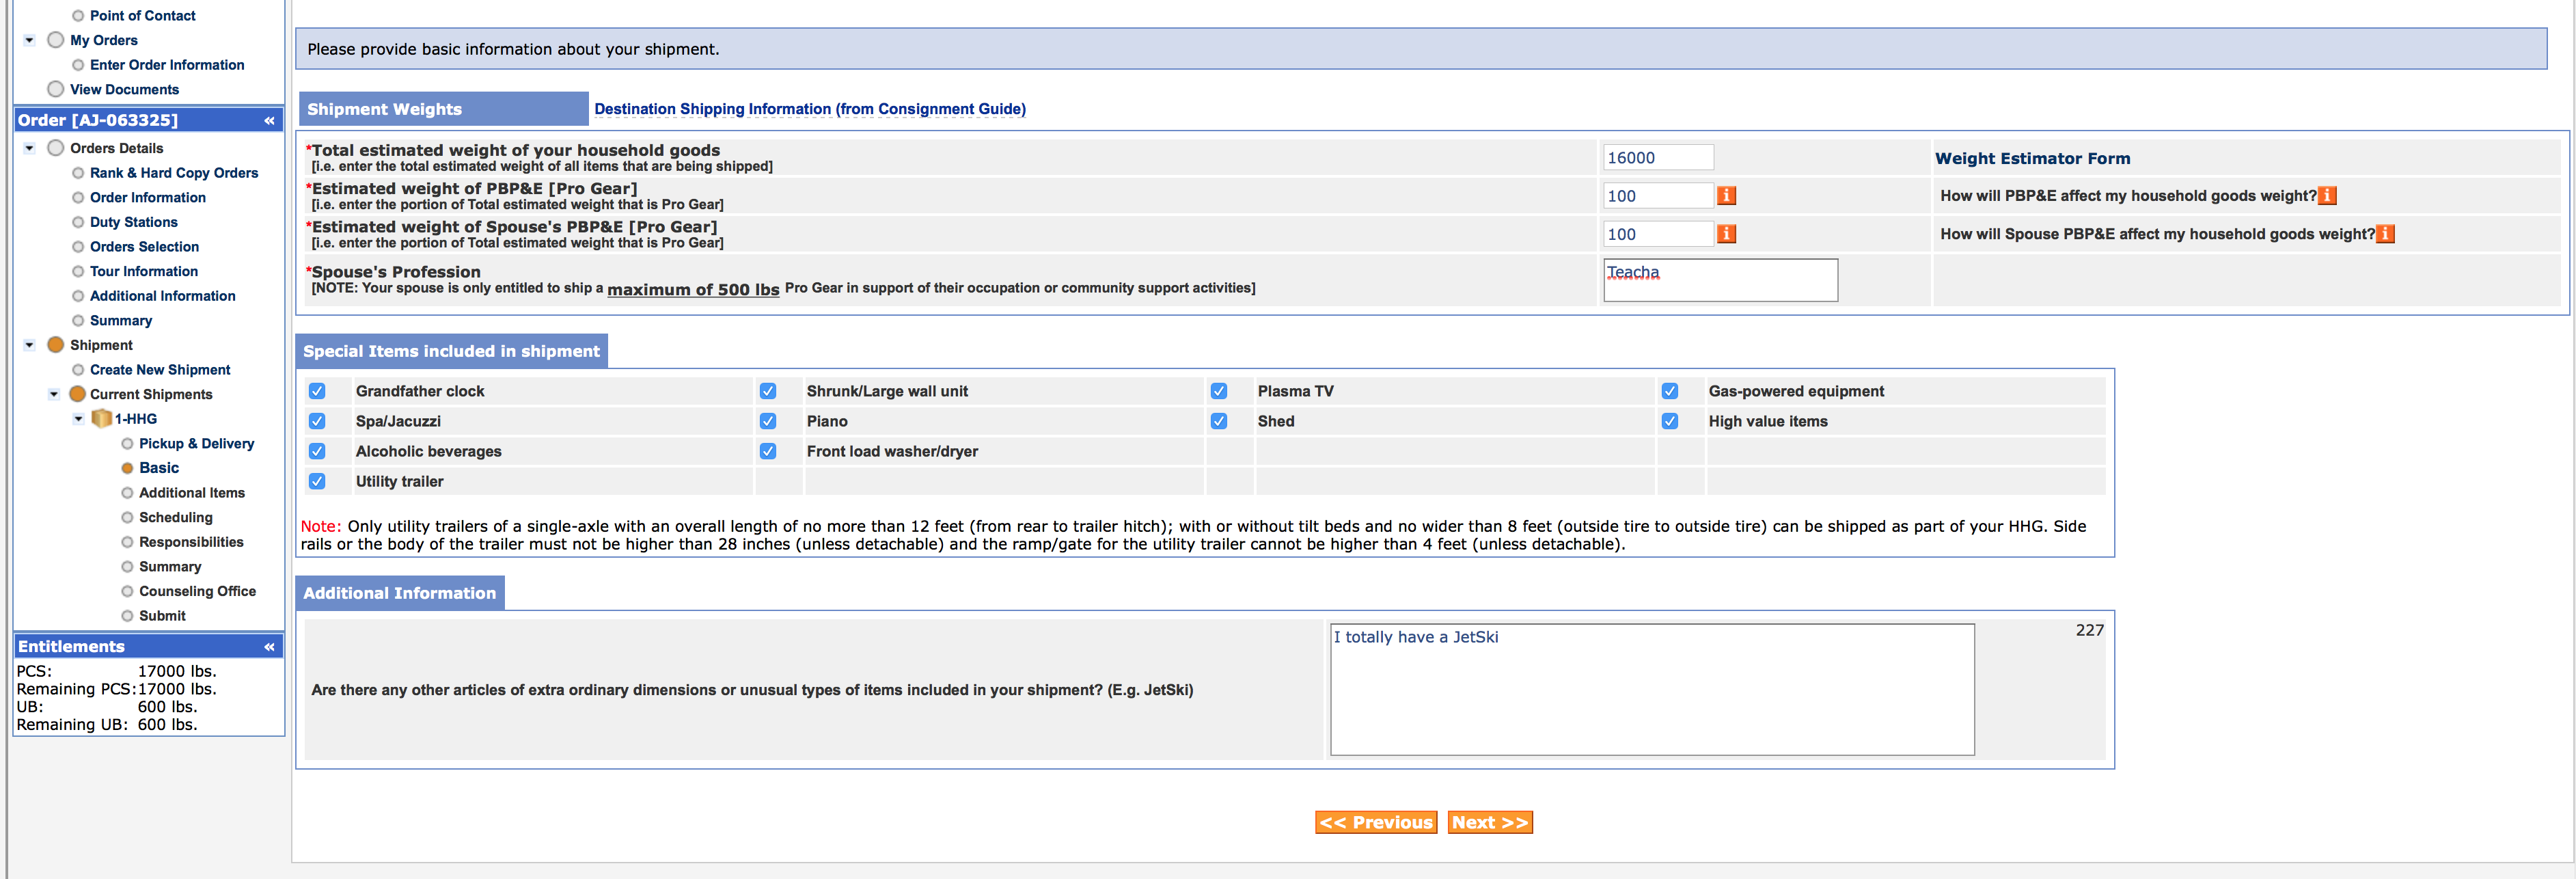 Point of Contact
My Orders
Enter Order Information
View Documents
Order [AJ-063325] «
Orders Details
Rank & Hard Copy Orders
Order Information
Duty Stations
Orders Selection
Tour Information
Additional Information
Summary
Shipment
Create New Shipment
Current Shipments
1-HHG
Pickup & Delivery
Basic
Additional Items
Scheduling
Responsibilities
Summary
Counseling Office
Submit
Entitlements «
PCS: 17000 lbs.
Remaining PCS: 17000 lbs.
UB: 600 lbs.
Remaining UB: 600 lbs.
Please provide basic information about your shipment.
Shipment Weights Destination Shipping Information (from Consignment Guide)
*Total estimated weight of your household goods
[i.e. enter the total estimated weight of all items that are being shipped]
16000 Weight Estimator Form
*Estimated weight of PBP&E [Pro Gear]
[i.e. enter the portion of Total estimated weight that is Pro Gear]
100 i How will PBP&E affect my household goods weight? i
*Estimated weight of Spouse's PBP&E [Pro Gear]
[i.e. enter the portion of Total estimated weight that is Pro Gear]
100 i How will Spouse PBP&E affect my household goods weight? i
*Spouse's Profession
[NOTE: Your spouse is only entitled to ship a maximum of 500 lbs Pro Gear in support of their occupation or community support activities]
Teacha
Special Items included in shipment
Grandfather clock Shrunk/Large wall unit Plasma TV Gas-powered equipment
Spa/Jacuzzi Piano Shed High value items
Alcoholic beverages Front load washer/dryer
Utility trailer
Note: Only utility trailers of a single-axle with an overall length of no more than 12 feet (from rear to trailer hitch); with or without tilt beds and no wider than 8 feet (outside tire to outside tire) can be shipped as part of your HHG. Side
rails or the body of the trailer must not be higher than 28 inches (unless detachable) and the ramp/gate for the utility trailer cannot be higher than 4 feet (unless detachable).
Additional Information
Are there any other articles of extra ordinary dimensions or unusual types of items included in your shipment? (E.g. JetSki)
I totally have a JetSki
227
<< Previous Next >>